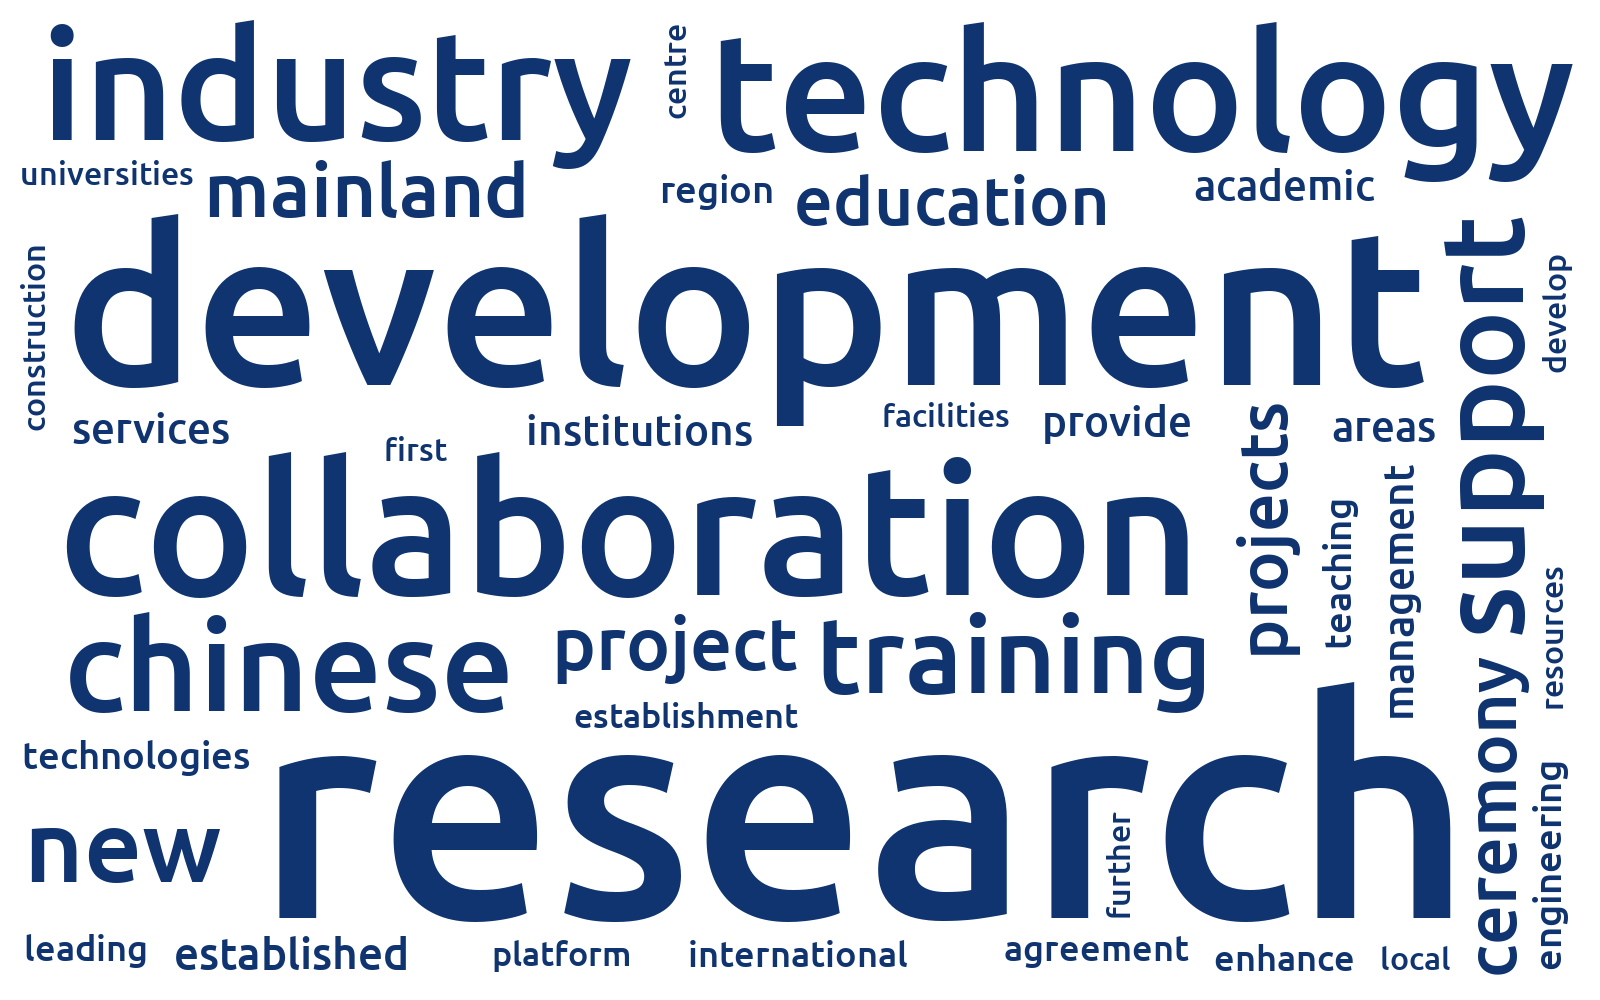 industry
centre
technology
universities
mainland
region
education
academic
construction
development
support
develop
services
first
institutions
facilities
provide
projects
areas
collaboration
teaching
management
chinese
project
training
resources
establishment
technologies
research
ceremony
new
further
engineering
leading
established
platform
international
agreement
enhance
local